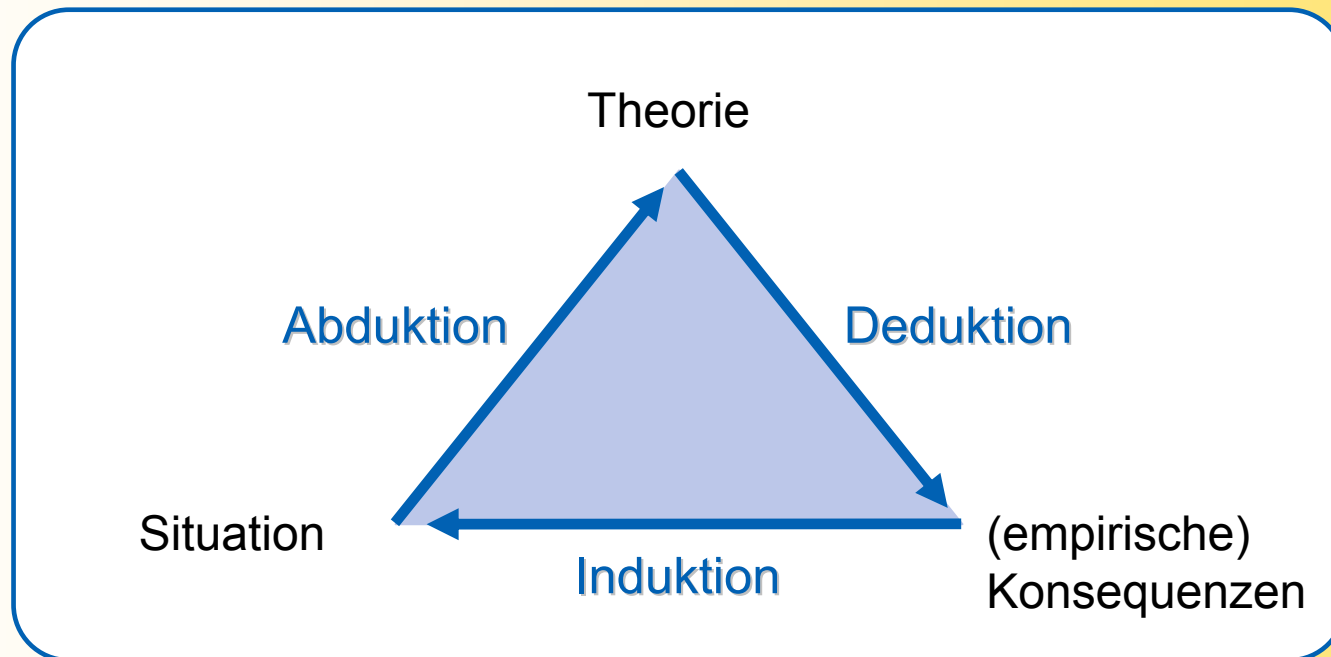 Theorie
Abduktion
Deduktion
Situation
(empirische)
Konsequenzen
Induktion